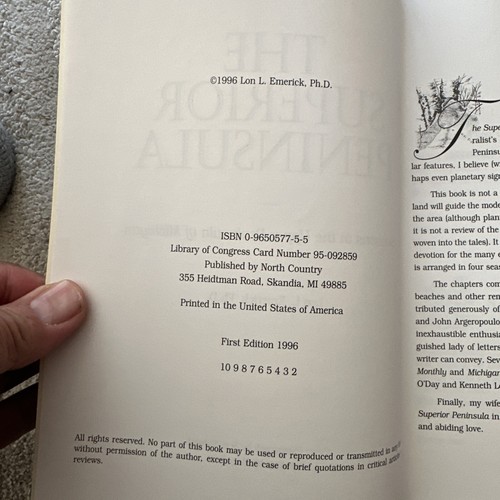 ©1996 Lon L. Emerick, Ph.D.
ISBN 0-9650577-5-5
Library of Congress Card Number 95-092859
Published by North Country
355 Heidtman Road, Skandia, MI 49885
Printed in the United States of America
First Edition 1996
10 9 8 7 6 5 4 3 2
All rights reserved. No part of this book may be used or reproduced or transmitted to any
without permission of the author, except in the case of brief quotations in critical
reviews.
The Supe
ralist's
Peninsu
lar features, I believe (w
haps even planetary sig
This book is not a
land will guide the mode
the area (although plan
it is not a review of the
woven into the tales). It
devotion for the many e
is arranged in four seas
The chapters com
beaches and other rem
tributed generously of
and John Argeropoulo
inexhaustible enthusia
guished lady of letters
writer can convey. Sev
Monthly and Michigan
O'Day and Kenneth L
Finally, my wife
Superior Peninsula in
and abiding love.